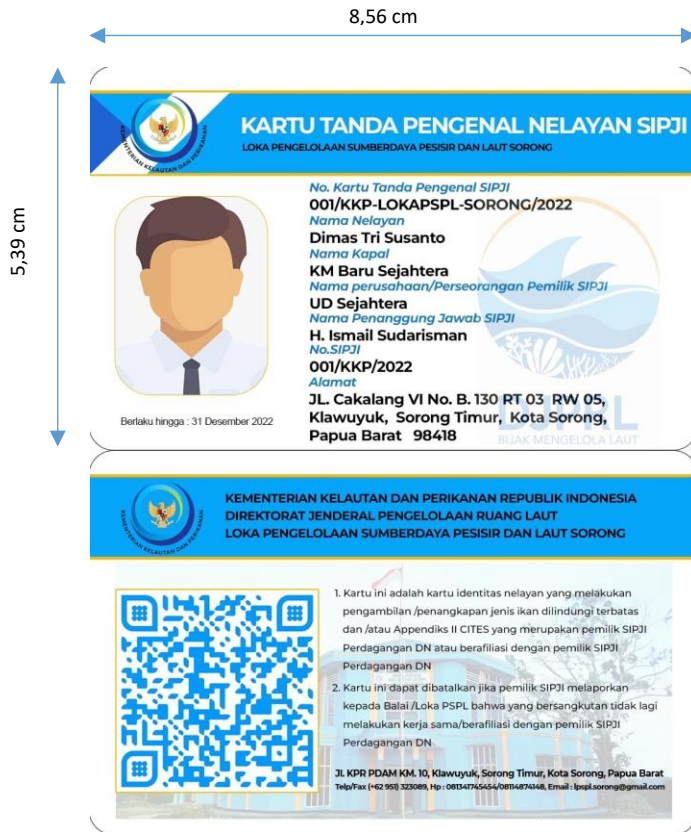 8,56 cm
5,39 cm
KEMENTERIAN KELAUTAN DAN PERIKANAN
KARTU TANDA PENGENAL NELAYAN SIPJI
LOKA PENGELOLAAN SUMBERDAYA PESISIR DAN LAUT SORONG
No. Kartu Tanda Pengenal SIPJI
001/KKP-LOKAPSPL-SORONG/2022
Nama Nelayan
Dimas Tri Susanto
Nama Kapal
KM Baru Sejahtera
Nama perusahaan/Perseorangan Pemilik SIPJI
UD Sejahtera
Nama Penanggung Jawab SIPJI
H. Ismail Sudarisman
No.SIPJI
001/KKP/2022
Alamat
JL. Cakalang VI No. B. 130 RT 03 RW 05,
Klawuyuk, Sorong Timur, Kota Sorong,
Papua Barat 98418
Berlaku hingga : 31 Desember 2022
DJPRL
BIJAK MENGELOLA LAUT
KEMENTERIAN KELAUTAN DAN PERIKANAN
KEMENTERIAN KELAUTAN DAN PERIKANAN REPUBLIK INDONESIA
DIREKTORAT JENDERAL PENGELOLAAN RUANG LAUT
LOKA PENGELOLAAN SUMBERDAYA PESISIR DAN LAUT SORONG
1. Kartu ini adalah kartu identitas nelayan yang melakukan
pengambilan /penangkapan jenis ikan dilindungi terbatas
dan /atau Appendiks II CITES yang merupakan pemilik SIPJI
Perdagangan DN atau berafiliasi dengan pemilik SIPJI
Perdagangan DN
2. Kartu ini dapat dibatalkan jika pemilik SIPJI melaporkan
kepada Balai /Loka PSPL bahwa yang bersangkutan tidak lagi
melakukan kerja sama/berafiliasi dengan pemilik SIPJI
Perdagangan DN
Jl. KPR PDAM KM. 10, Klawuyuk, Sorong Timur, Kota Sorong, Papua Barat
Telp/Fax (+62 951) 323089, Hp : 081341745454/08114874148, Email : lpspl.sorong@gmail.com